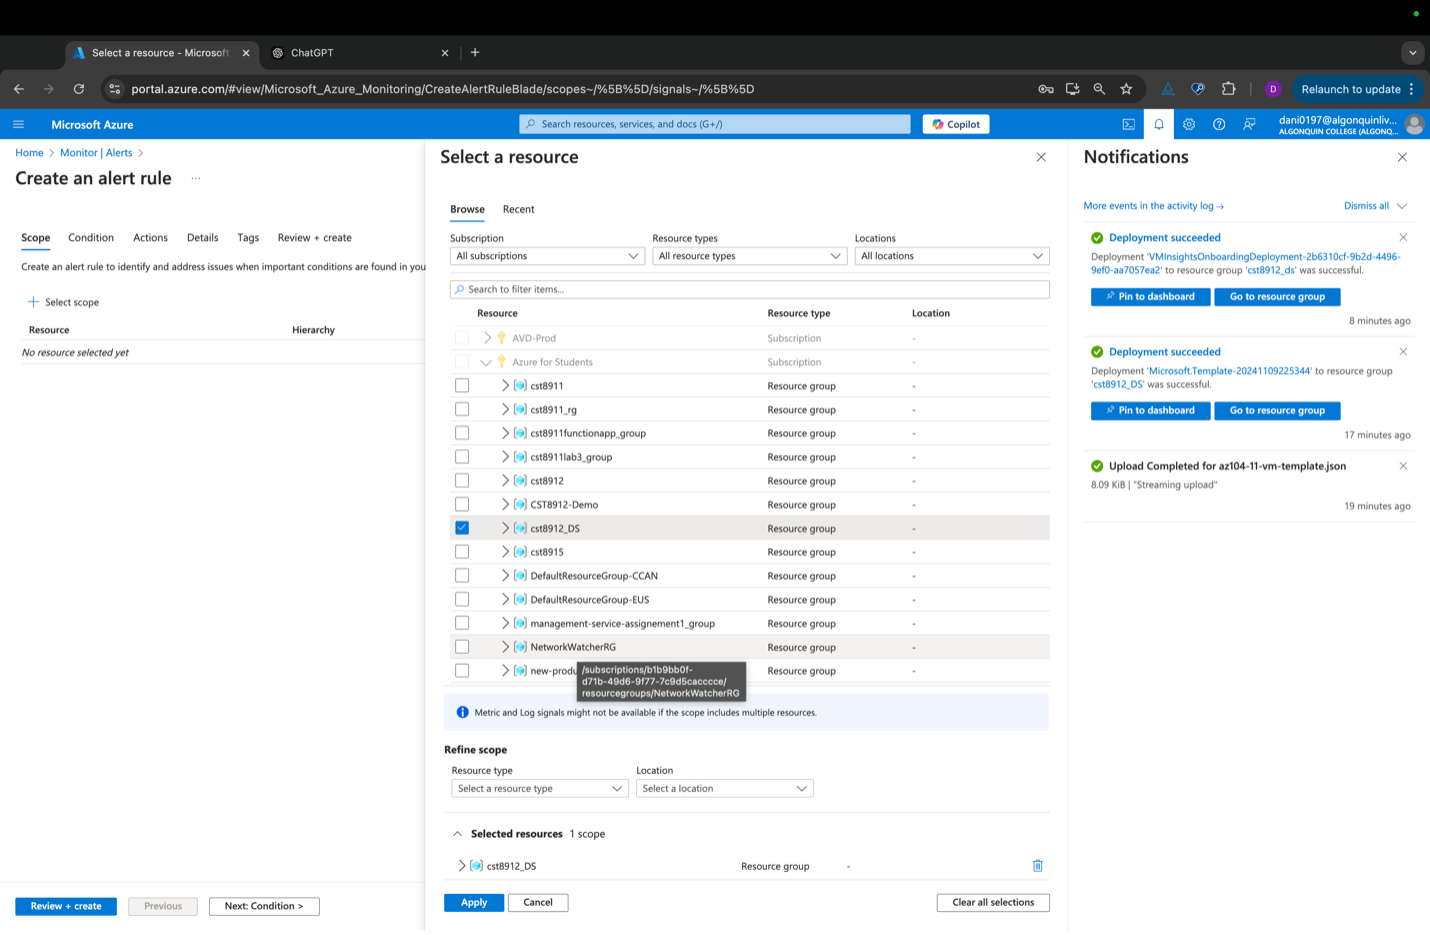 Select a resource - Microsoft
ChatGPT
portal.azure.com/#view/Microsoft_Azure_Monitoring/CreateAlertRuleBlade/scopes~/%5B%5D/signals~/%5B%5D
D
Relaunch to update
Microsoft Azure
Search resources, services, and docs (G+/)
Copilot
dani0197@algonquinliv...
ALGONQUIN COLLEGE (ALGONQ...
Home > Monitor | Alerts >
Create an alert rule
...
Scope Condition Actions Details Tags Review + create
Create an alert rule to identify and address issues when important conditions are found in you
Select scope
Resource Hierarchy
No resource selected yet
Review + create
Previous
Next: Condition >
Select a resource
Browse Recent
Subscription Resource types Locations
All subscriptions All resource types All locations
Search to filter items...
Resource Resource type Location
AVD-Prod Subscription -
Azure for Students Subscription -
cst8911 Resource group -
cst8911_rg Resource group -
cst8911functionapp_group Resource group -
cst8911lab3_group Resource group -
cst8912 Resource group -
CST8912-Demo Resource group -
cst8912_DS Resource group -
cst8915 Resource group -
DefaultResourceGroup-CCAN Resource group -
DefaultResourceGroup-EUS Resource group -
management-service-assignement1_group Resource group -
NetworkWatcherRG Resource group -
new-produ Resource group -
/subscriptions/b1b9bb0f-
d71b-49d6-9f77-7c9d5cacccce/
resourcegroups/NetworkWatcherRG
Metric and Log signals might not be available if the scope includes multiple resources.
Refine scope
Resource type Location
Select a resource type Select a location
Selected resources 1 scope
cst8912_DS Resource group -
Apply
Cancel
Clear all selections
Notifications
More events in the activity log →
Dismiss all
Deployment succeeded
Deployment 'VMInsightsOnboardingDeployment-2b6310cf-9b2d-4496-
9ef0-aa7057ea2' to resource group 'cst8912_ds' was successful.
Pin to dashboard
Go to resource group
8 minutes ago
Deployment succeeded
Deployment 'Microsoft.Template-20241109225344' to resource group
'cst8912_DS' was successful.
Pin to dashboard
Go to resource group
17 minutes ago
Upload Completed for az104-11-vm-template.json
8.09 KiB | "Streaming upload"
19 minutes ago